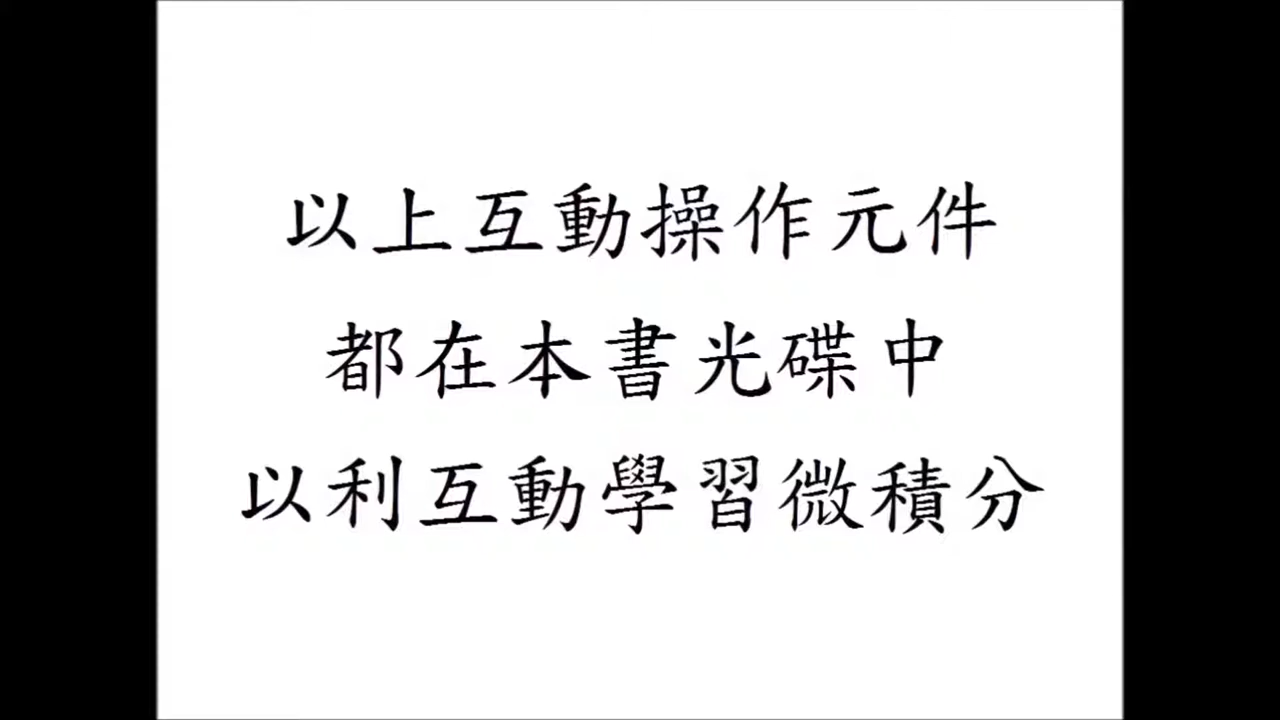 以上互動操作元件
都在本書光碟中
以利互動學習微積分